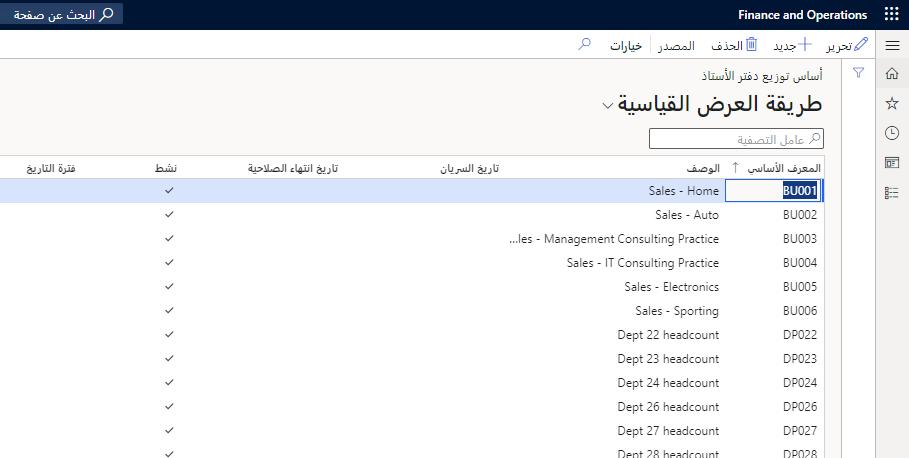 Finance and Operations
البحث عن صفحة
تحرير جديد الحذف المصدر خيارات
أساس توزيع دفتر الأستاذ
طريقة العرض القياسية
عامل التصفية
المعرف الأساسي الوصف تاريخ السريان تاريخ انتهاء الصلاحية نشط فترة التاريخ
BU001 Sales - Home
BU002 Sales - Auto
BU003 ...les - Management Consulting Practice
BU004 Sales - IT Consulting Practice
BU005 Sales - Electronics
BU006 Sales - Sporting
DP022 Dept 22 headcount
DP023 Dept 23 headcount
DP024 Dept 24 headcount
DP026 Dept 26 headcount
DP027 Dept 27 headcount
DP028 Dept 28 headcount